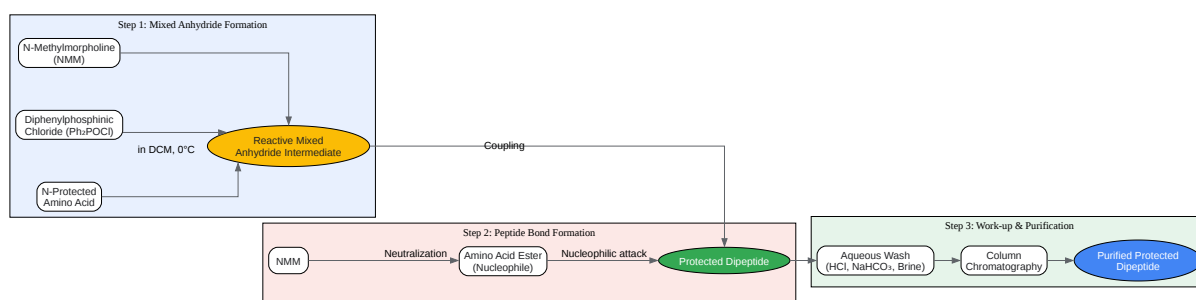 Step 1: Mixed Anhydride Formation
N-Methylmorpholine
(NMM)
Diphenylphosphinic
Chloride (Ph₂POCl)
in DCM, 0°C
Reactive Mixed
Anhydride Intermediate
N-Protected
Amino Acid
Coupling
Step 2: Peptide Bond Formation
NMM
Neutralization
Amino Acid Ester
(Nucleophile)
Nucleophilic attack
Protected Dipeptide
Step 3: Work-up & Purification
Aqueous Wash
(HCl, NaHCO₃, Brine)
Column
Chromatography
Purified Protected
Dipeptide